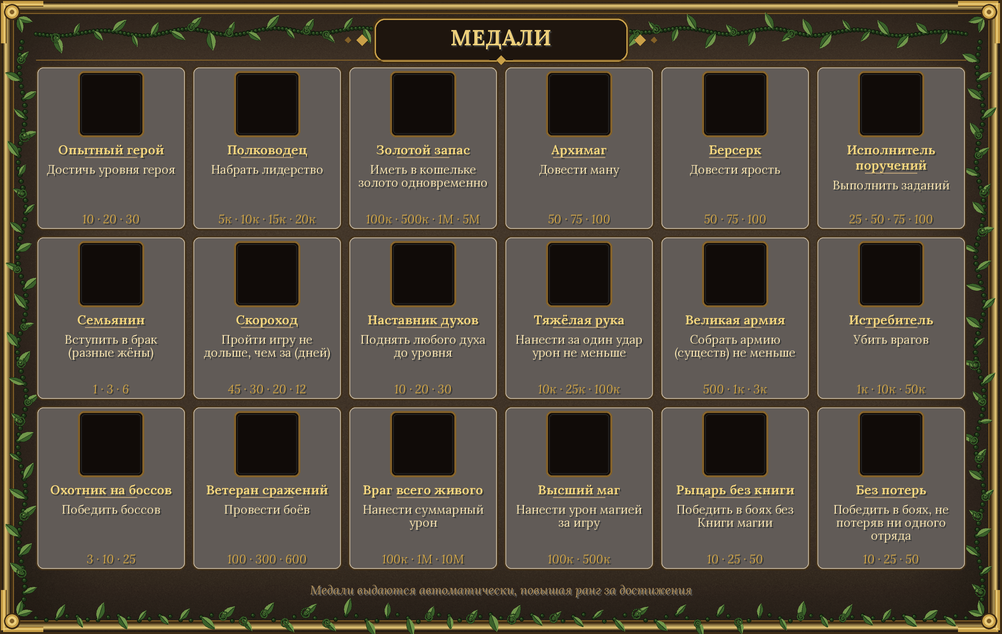 МЕДАЛИ
Опытный герой
Достичь уровня героя
10 · 20 · 30
Полководец
Набрать лидерство
5к · 10к · 15к · 20к
Золотой запас
Иметь в кошельке
золото одновременно
100к · 500к · 1М · 5М
Архимаг
Довести ману
50 · 75 · 100
Берсерк
Довести ярость
50 · 75 · 100
Исполнитель
поручений
Выполнить заданий
25 · 50 · 75 · 100
Семьянин
Вступить в брак
(разные жёны)
1 · 3 · 6
Скороход
Пройти игру не
дольше, чем за (дней)
45 · 30 · 20 · 12
Наставник духов
Поднять любого духа
до уровня
10 · 20 · 30
Тяжёлая рука
Нанести за один удар
урон не меньше
10к · 25к · 100к
Великая армия
Собрать армию
(существ) не меньше
500 · 1к · 3к
Истребитель
Убить врагов
1к · 10к · 50к
Охотник на боссов
Победить боссов
3 · 10 · 25
Ветеран сражений
Провести боёв
100 · 300 · 600
Враг всего живого
Нанести суммарный
урон
100к · 1М · 10М
Высший маг
Нанести урон магией
за игру
100к · 500к
Рыцарь без книги
Победить в боях без
Книги магии
10 · 25 · 50
Без потерь
Победить в боях, не
потеряв ни одного
отряда
10 · 25 · 50
Медали выдаются автоматически, повышая ранг за достижения